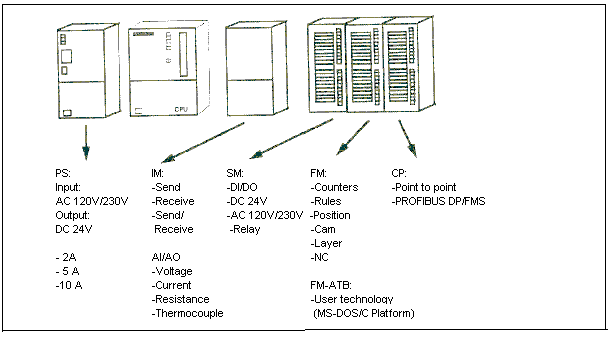 CPU
PS:
Input:
AC 120V/230V
Output:
DC 24V
- 2A
- 5 A
-10 A
IM:
-Send
-Receive
-Send/
Receive
AI/AO
-Voltage
-Current
-Resistance
-Thermocouple
SM:
-DI/DO
-DC 24V
-AC 120V/230V
-Relay
FM:
-Counters
-Rules
-Position
-Cam
-Layer
-NC
FM-ATB:
-User technology
(MS-DOS/C Platform)
CP:
-Point to point
-PROFIBUS DP/FMS